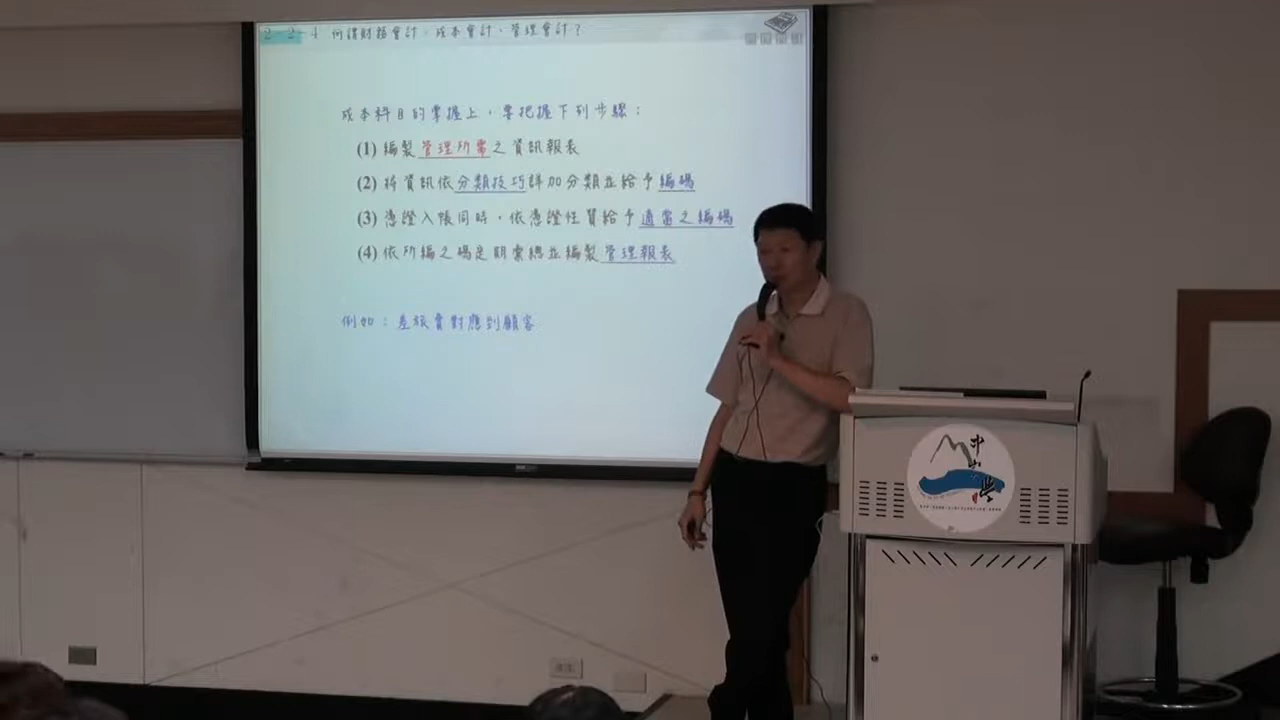 2-2-4 何謂財務會計、成本會計、管理會計?
成本科目的掌握上，要把握下列步驟：
(1) 編製管理所需之資訊報表
(2) 將資訊依分類技巧詳加分類並給予編碼
(3) 憑證入帳同時，依憑證性質給予適當之編碼
(4) 依所編之碼定期彙總並編製管理報表
例如：差旅費對應到顧客